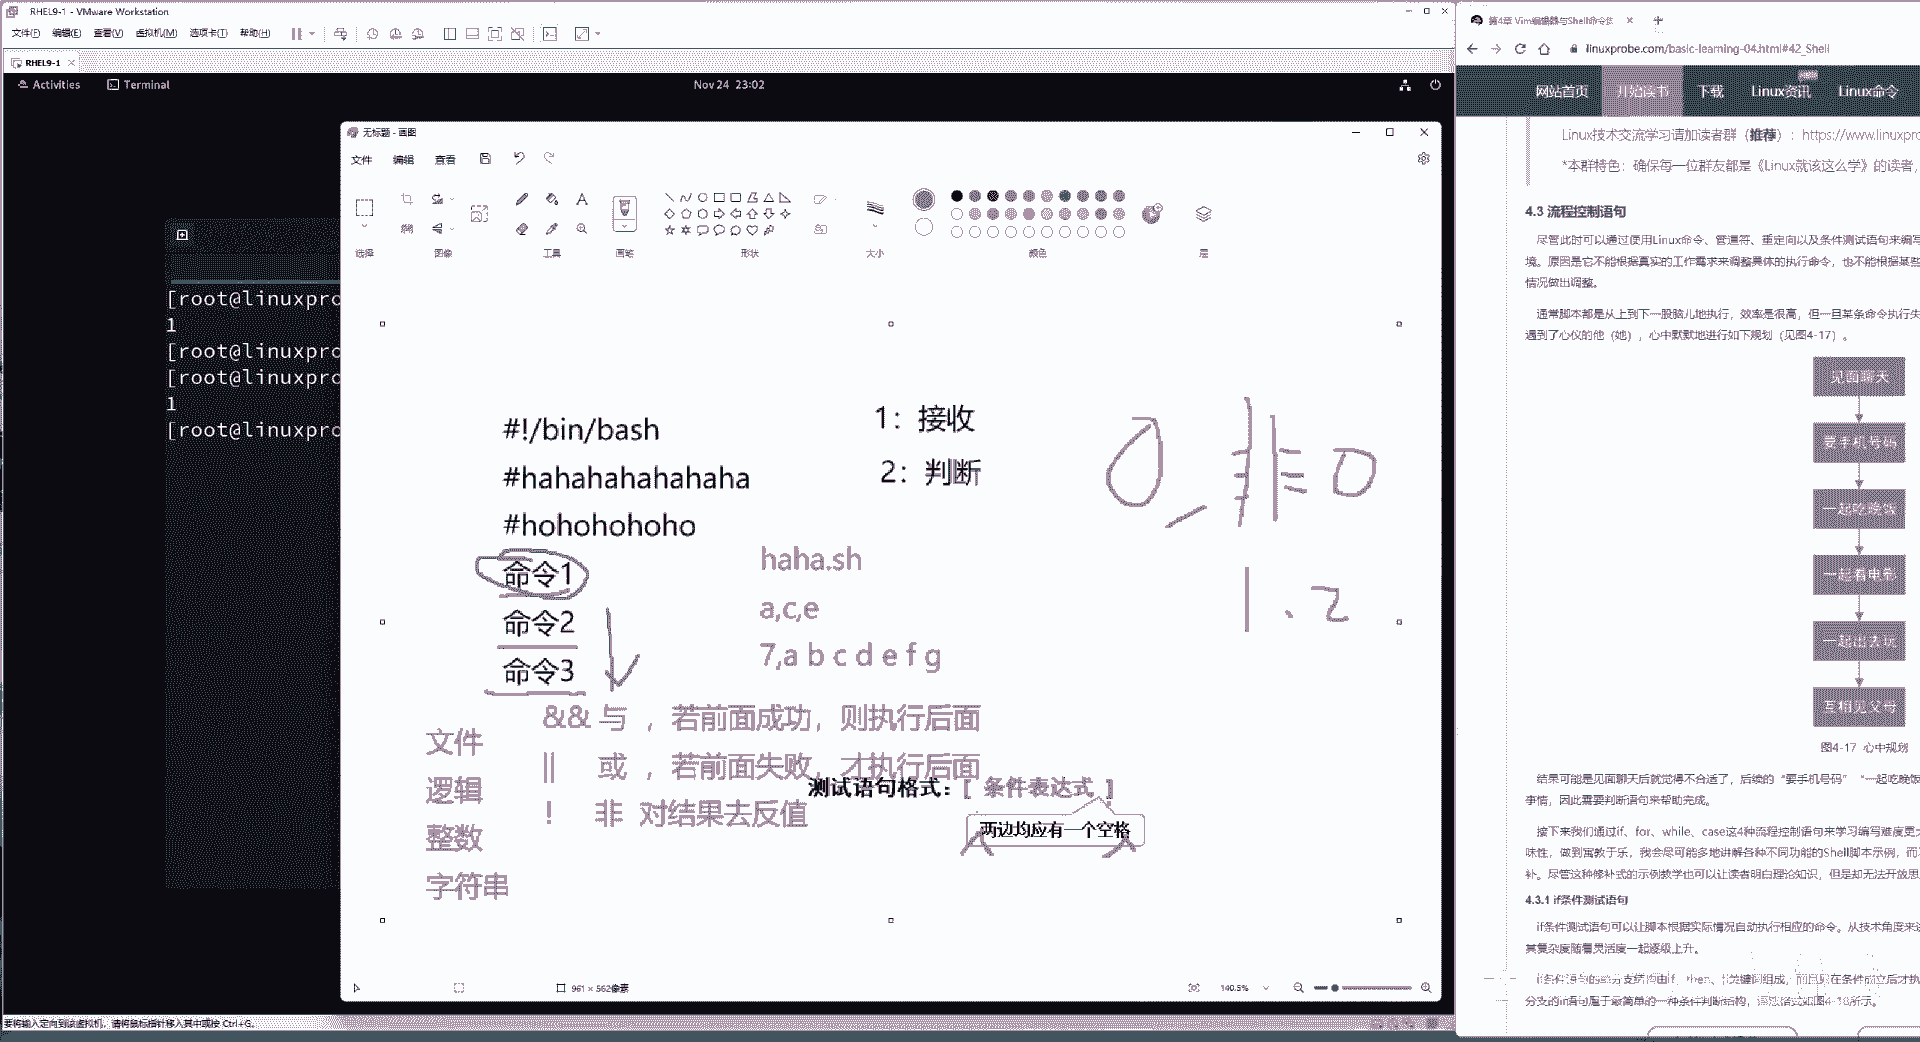 RHEL9-1 - VMware Workstation
文件(F) 编辑(E) 查看(V) 虚拟机(M) 选项卡(T) 帮助(H)
RHEL9-1
Activities Terminal
Nov 24 23:02
[root@linuxpro
1
[root@linuxpro
[root@linuxpro
1
[root@linuxpro
无标题 - 画图
文件 编辑 查看
选择 图像 工具 画笔 形状 大小 颜色 层
#!/bin/bash
#hahahahahahaha
#hohohohoho
命令1
命令2
命令3
1：接收
2：判断
haha.sh
a,c,e
7,a b c d e f g
0、非0
1、2
&& 与 ，若前面成功，则执行后面
|| 或 ，若前面失败，才执行后面
! 非 对结果去反值
文件
逻辑
整数
字符串
测试语句格式：[ 条件表达式 ]
两边均应有一个空格
961 × 562像素
140.5%
要将输入定向到该虚拟机，请将鼠标指针移入其中或按 Ctrl+G。
第4章 Vim编辑器与Shell命令
linuxprobe.com/basic-learning-04.html#42_Shell
网站首页 开始读书 下载 Linux资讯 Linux命令
Linux技术交流学习请加读者群（推荐）：https://www.linuxpro
*本群特色：确保每一位群友都是《Linux就该这么学》的读者，
4.3 流程控制语句
尽管此时可以通过使用Linux命令、管道符、重定向以及条件测试语句来编写
境。原因是它不能根据真实的工作需求来调整具体的执行命令，也不能根据某些
情况做出调整。
通常脚本都是从上到下一股脑儿地执行，效率是很高，但一旦某条命令执行失
遇到了心仪的他（她），心中默默地进行如下规划（见图4-17）。
见面聊天
要手机号码
一起吃晚饭
一起看电影
一起出去玩
互相见父母
图4-17 心中规划
结果可能是见面聊天后就觉得不合适了，后续的“要手机号码”“一起吃晚饭
事情，因此需要判断语句来帮助完成。
接下来我们通过if、for、while、case这4种流程控制语句来学习编写难度更大
味性，做到寓教于乐，我会尽可能多地讲解各种不同功能的Shell脚本示例，而
补。尽管这种修补式的示例教学也可以让读者明白理论知识，但是却无法开放思
4.3.1 if条件测试语句
if条件测试语句可以让脚本根据实际情况自动执行相应的命令。从技术角度来
其复杂度随着灵活度一起逐级上升。
分支的if语句属于最简单的一种条件判断结构，语法格式如图4-18所示。